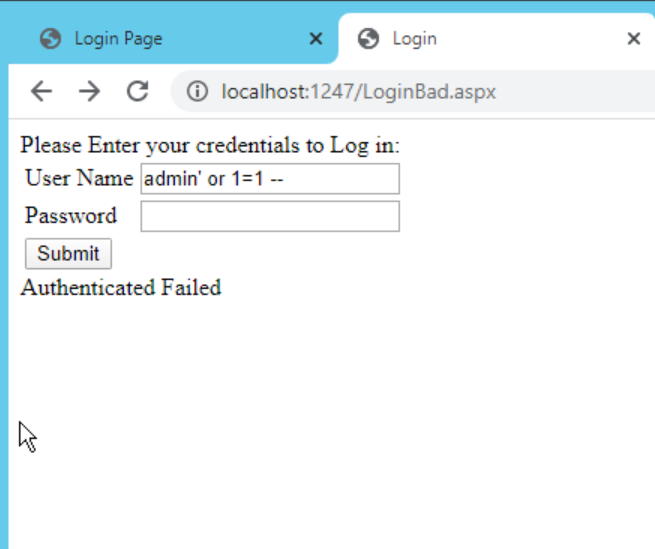 Login Page
Login
localhost:1247/LoginBad.aspx
Please Enter your credentials to Log in:
User Name admin' or 1=1 --
Password
Submit
Authenticated Failed